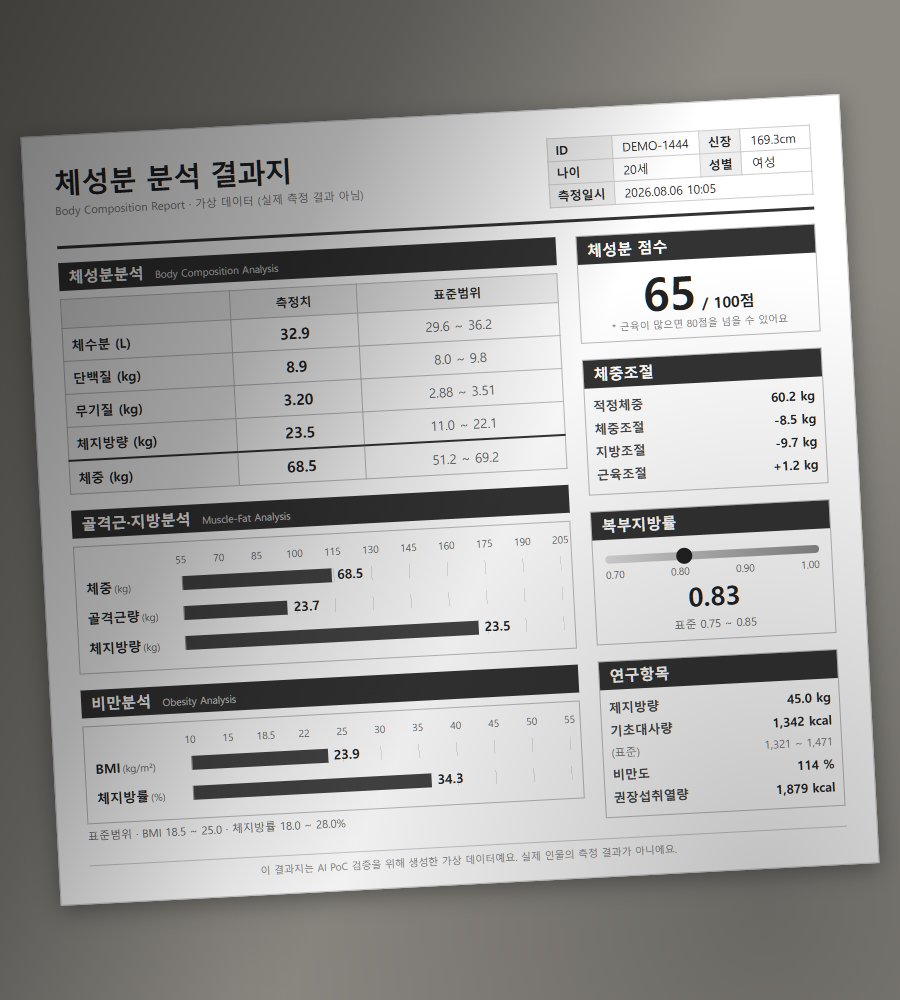 체성분 분석 결과지
Body Composition Report · 가상 데이터 (실제 측정 결과 아님)
ID DEMO-1444 신장 169.3cm
나이 20세 성별 여성
측정일시 2026.08.06 10:05
체성분분석 Body Composition Analysis
측정치 표준범위
체수분 (L) 32.9 29.6 ~ 36.2
단백질 (kg) 8.9 8.0 ~ 9.8
무기질 (kg) 3.20 2.88 ~ 3.51
체지방량 (kg) 23.5 11.0 ~ 22.1
체중 (kg) 68.5 51.2 ~ 69.2
골격근·지방분석 Muscle-Fat Analysis
55 70 85 100 115 130 145 160 175 190 205
체중 (kg) 68.5
골격근량 (kg) 23.7
체지방량 (kg) 23.5
비만분석 Obesity Analysis
10 15 18.5 22 25 30 35 40 45 50 55
BMI (kg/m²) 23.9
체지방률 (%) 34.3
표준범위 · BMI 18.5 ~ 25.0 · 체지방률 18.0 ~ 28.0%
체성분 점수
65 / 100점
* 근육이 많으면 80점을 넘을 수 있어요
체중조절
적정체중 60.2 kg
체중조절 -8.5 kg
지방조절 -9.7 kg
근육조절 +1.2 kg
복부지방률
0.70 0.80 0.90 1.00
0.83
표준 0.75 ~ 0.85
연구항목
제지방량 45.0 kg
기초대사량 1,342 kcal
(표준) 1,321 ~ 1,471
비만도 114 %
권장섭취열량 1,879 kcal
이 결과지는 AI PoC 검증을 위해 생성한 가상 데이터예요. 실제 인물의 측정 결과가 아니에요.